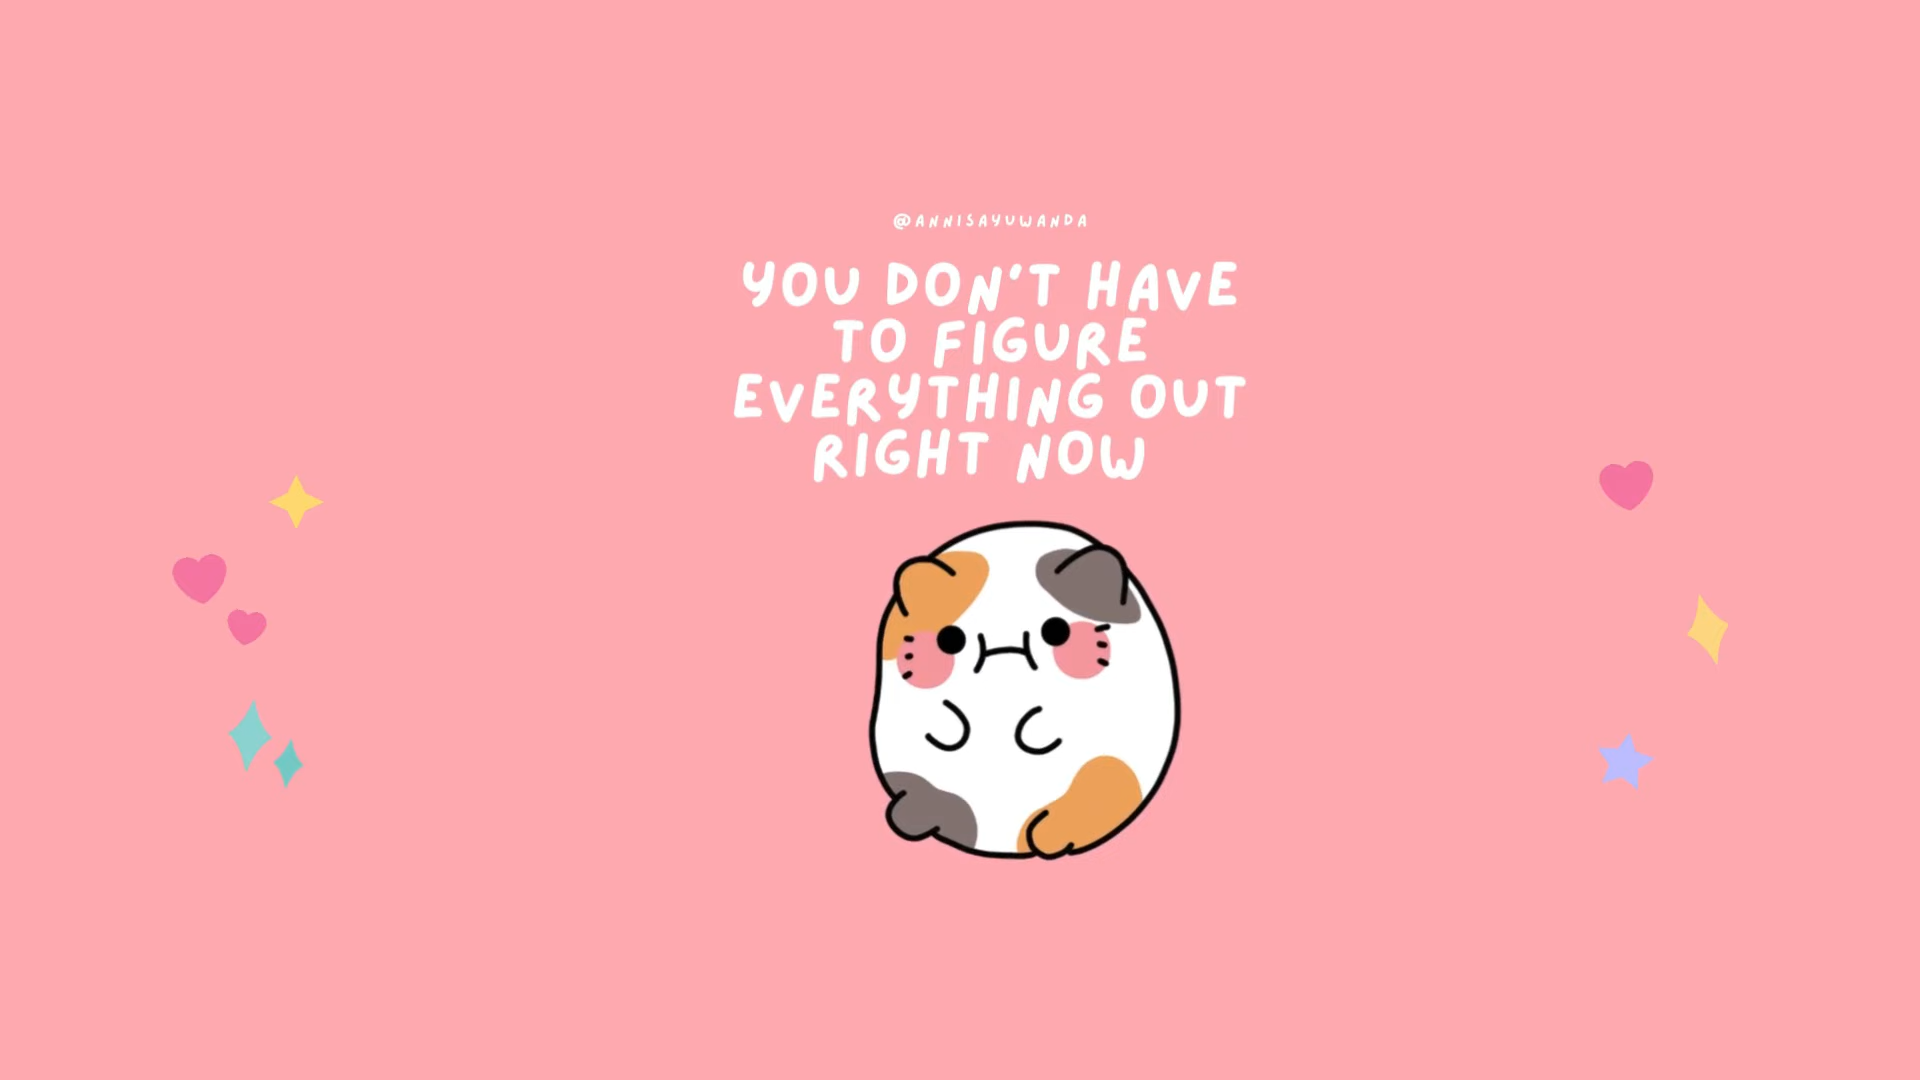 @ANNISAYUWANDA
YOU DON'T HAVE
TO FIGURE
EVERYTHING OUT
RIGHT NOW